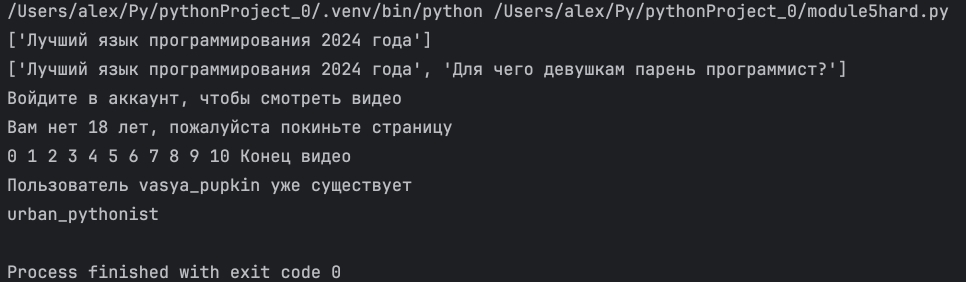 /Users/alex/Py/pythonProject_0/.venv/bin/python /Users/alex/Py/pythonProject_0/module5hard.py
['Лучший язык программирования 2024 года']
['Лучший язык программирования 2024 года', 'Для чего девушкам парень программист?']
Войдите в аккаунт, чтобы смотреть видео
Вам нет 18 лет, пожалуйста покиньте страницу
0 1 2 3 4 5 6 7 8 9 10 Конец видео
Пользователь vasya_pupkin уже существует
urban_pythonist
Process finished with exit code 0